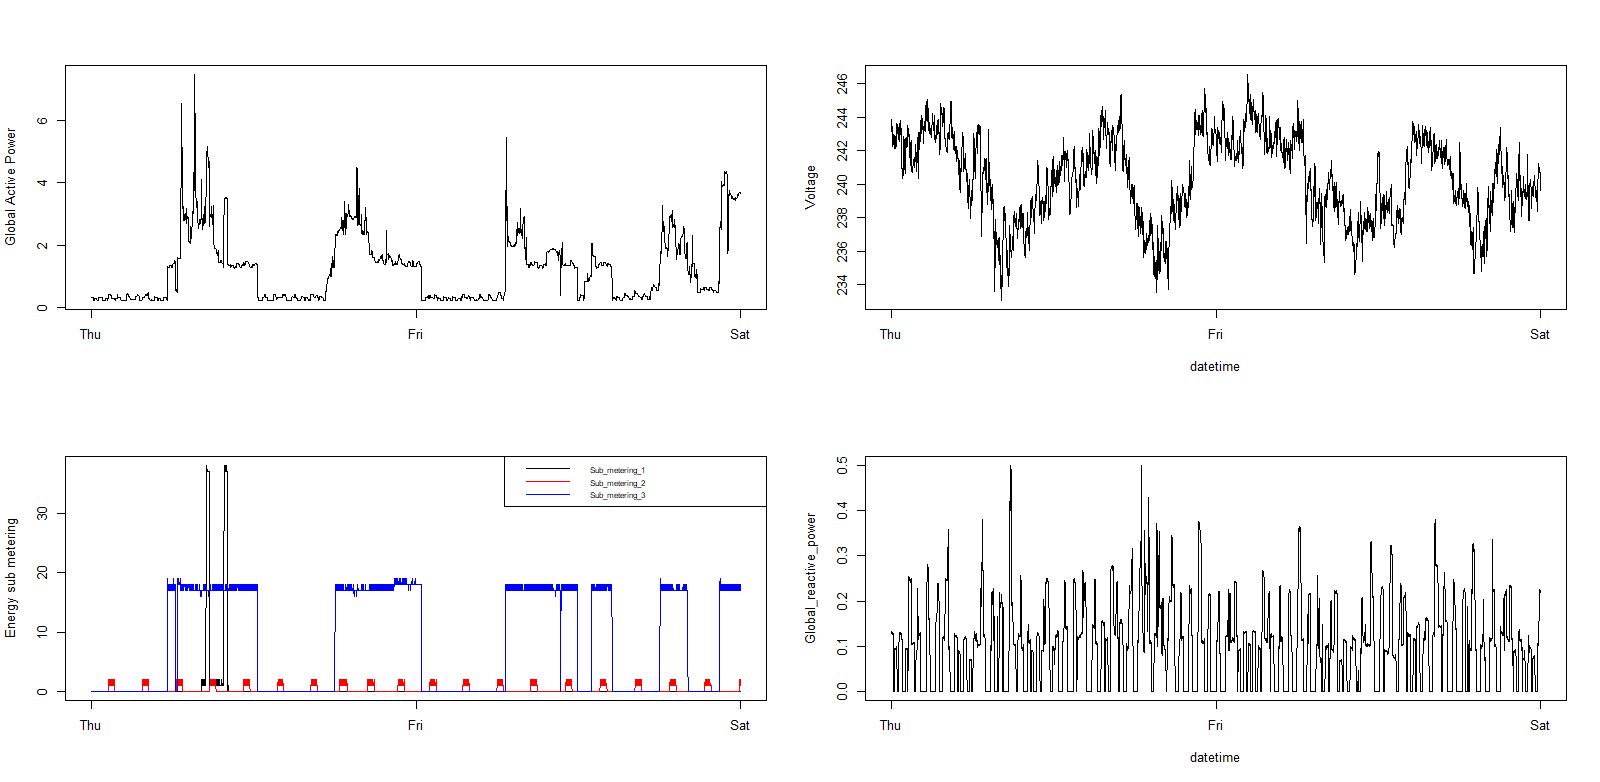 Global Active Power
0
2
4
6
Thu
Fri
Sat
Voltage
234
236
238
240
242
244
246
Thu
Fri
Sat
datetime
Energy sub metering
0
10
20
30
Sub_metering_1
Sub_metering_2
Sub_metering_3
Thu
Fri
Sat
Global_reactive_power
0.0
0.1
0.2
0.3
0.4
0.5
Thu
Fri
Sat
datetime